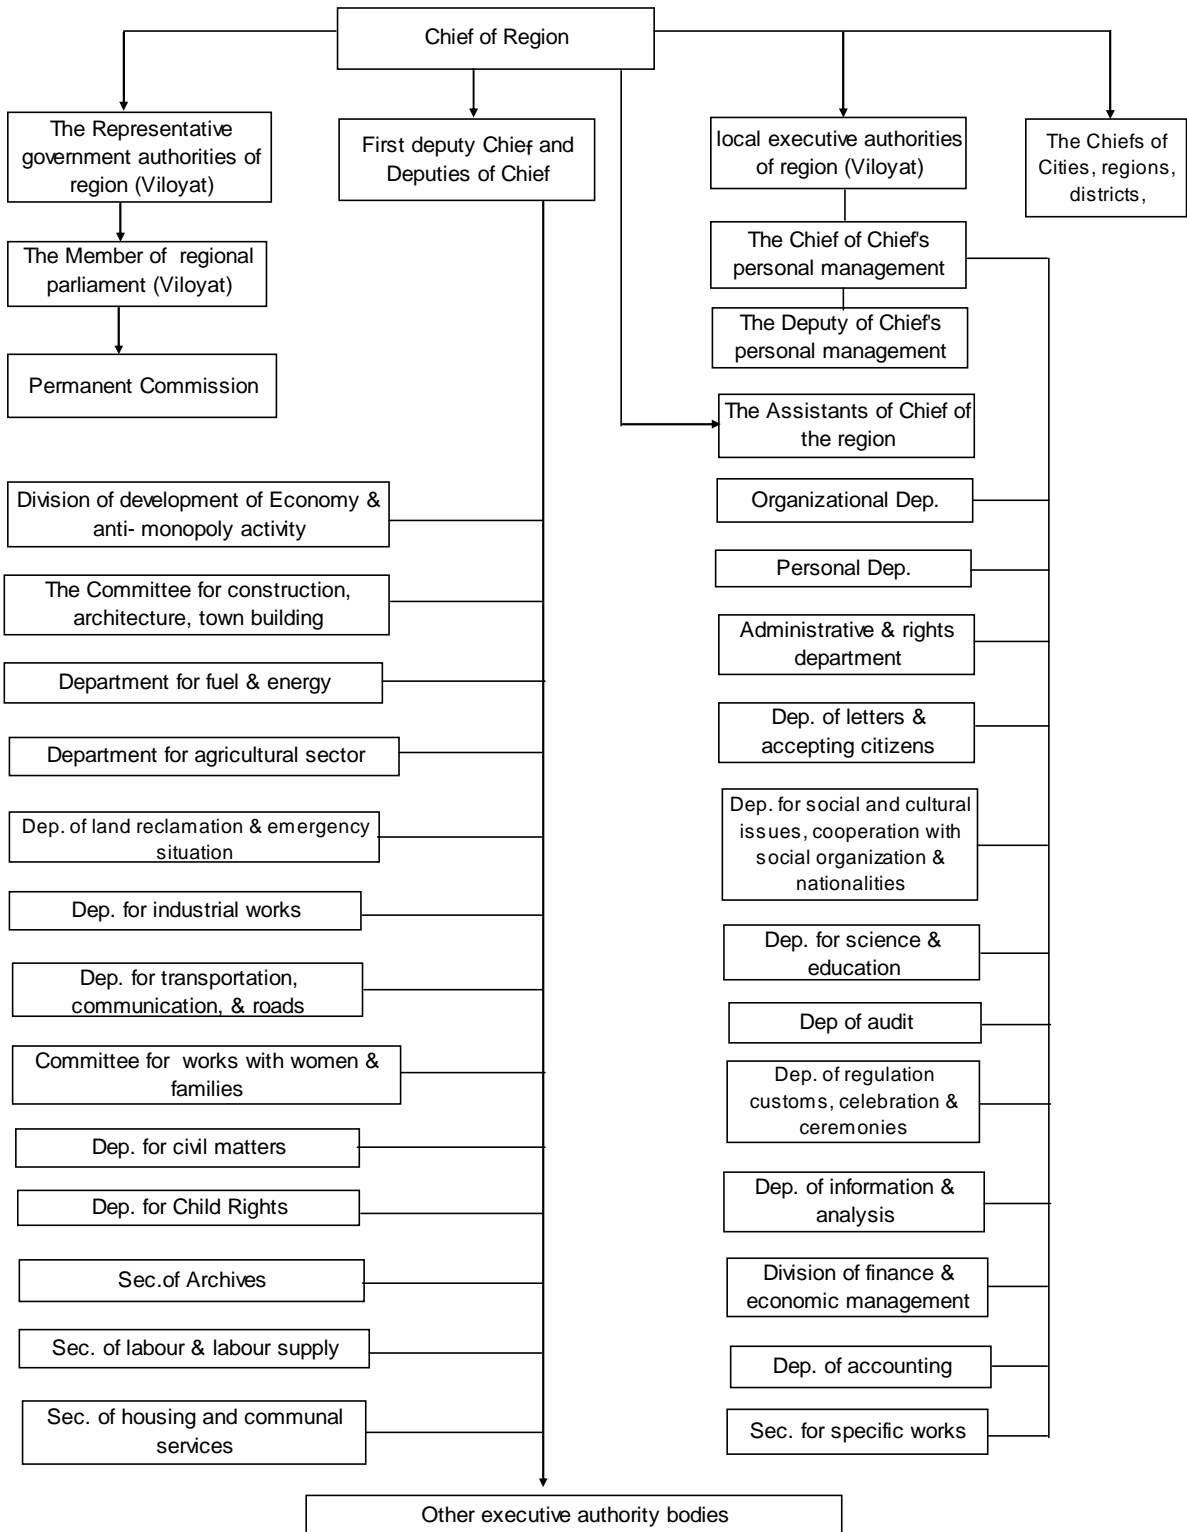 Chief of Region
The Representative
government authorities of
region (Viloyat)
First deputy Chief and
Deputies of Chief
local executive authorities
of region (Viloyat)
The Chiefs of
Cities, regions,
districts,
The Member of regional
parliament (Viloyat)
The Chief of Chief's
personal management
The Deputy of Chief's
personal management
Permanent Commission
The Assistants of Chief of
the region
Division of development of Economy &
anti- monopoly activity
The Committee for construction,
architecture, town building
Department for fuel & energy
Department for agricultural sector
Dep. of land reclamation & emergency
situation
Dep. for industrial works
Dep. for transportation,
communication, & roads
Committee for works with women &
families
Dep. for civil matters
Dep. for Child Rights
Sec.of Archives
Sec. of labour & labour supply
Sec. of housing and communal
services
Organizational Dep.
Personal Dep.
Administrative & rights
department
Dep. of letters &
accepting citizens
Dep. for social and cultural
issues, cooperation with
social organization &
nationalities
Dep. for science &
education
Dep of audit
Dep. of regulation
customs, celebration &
ceremonies
Dep. of information &
analysis
Division of finance &
economic management
Dep. of accounting
Sec. for specific works
Other executive authority bodies